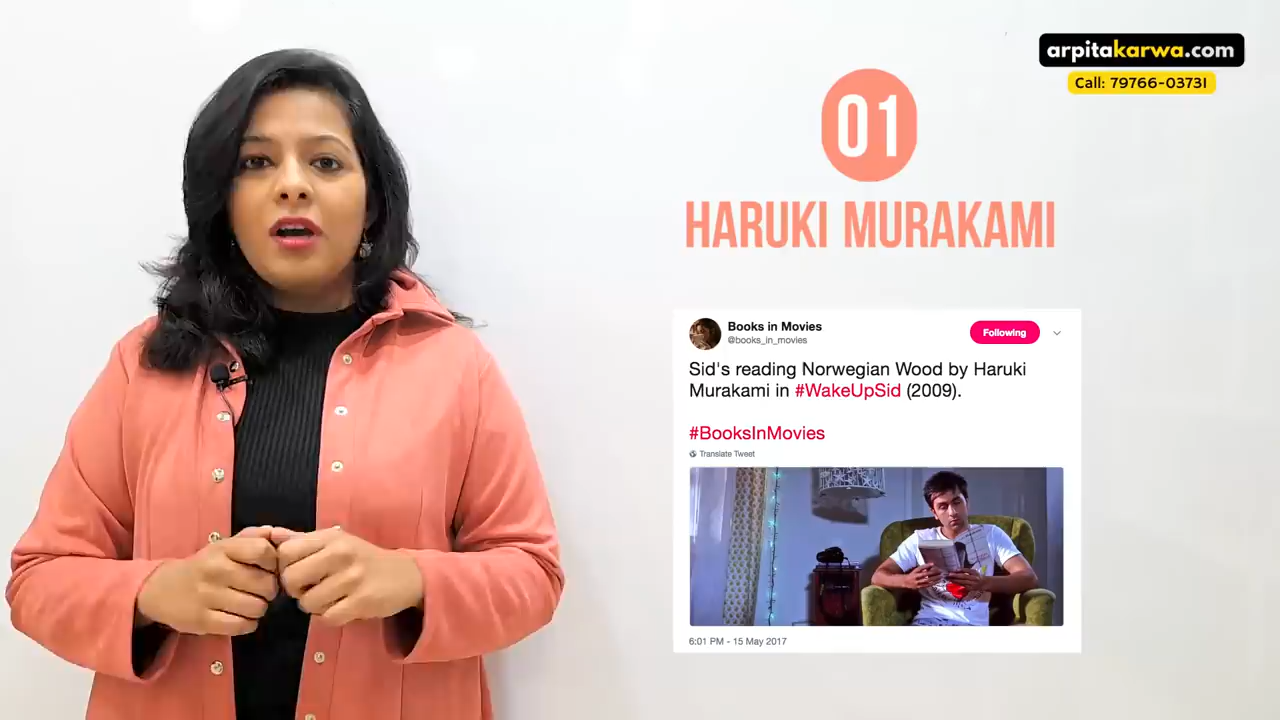 arpitakarwa.com
Call: 79766-03731
01
HARUKI MURAKAMI
Books in Movies
@books_in_movies
Following
Sid's reading Norwegian Wood by Haruki
Murakami in #WakeUpSid (2009).
#BooksInMovies
Translate Tweet
6:01 PM - 15 May 2017